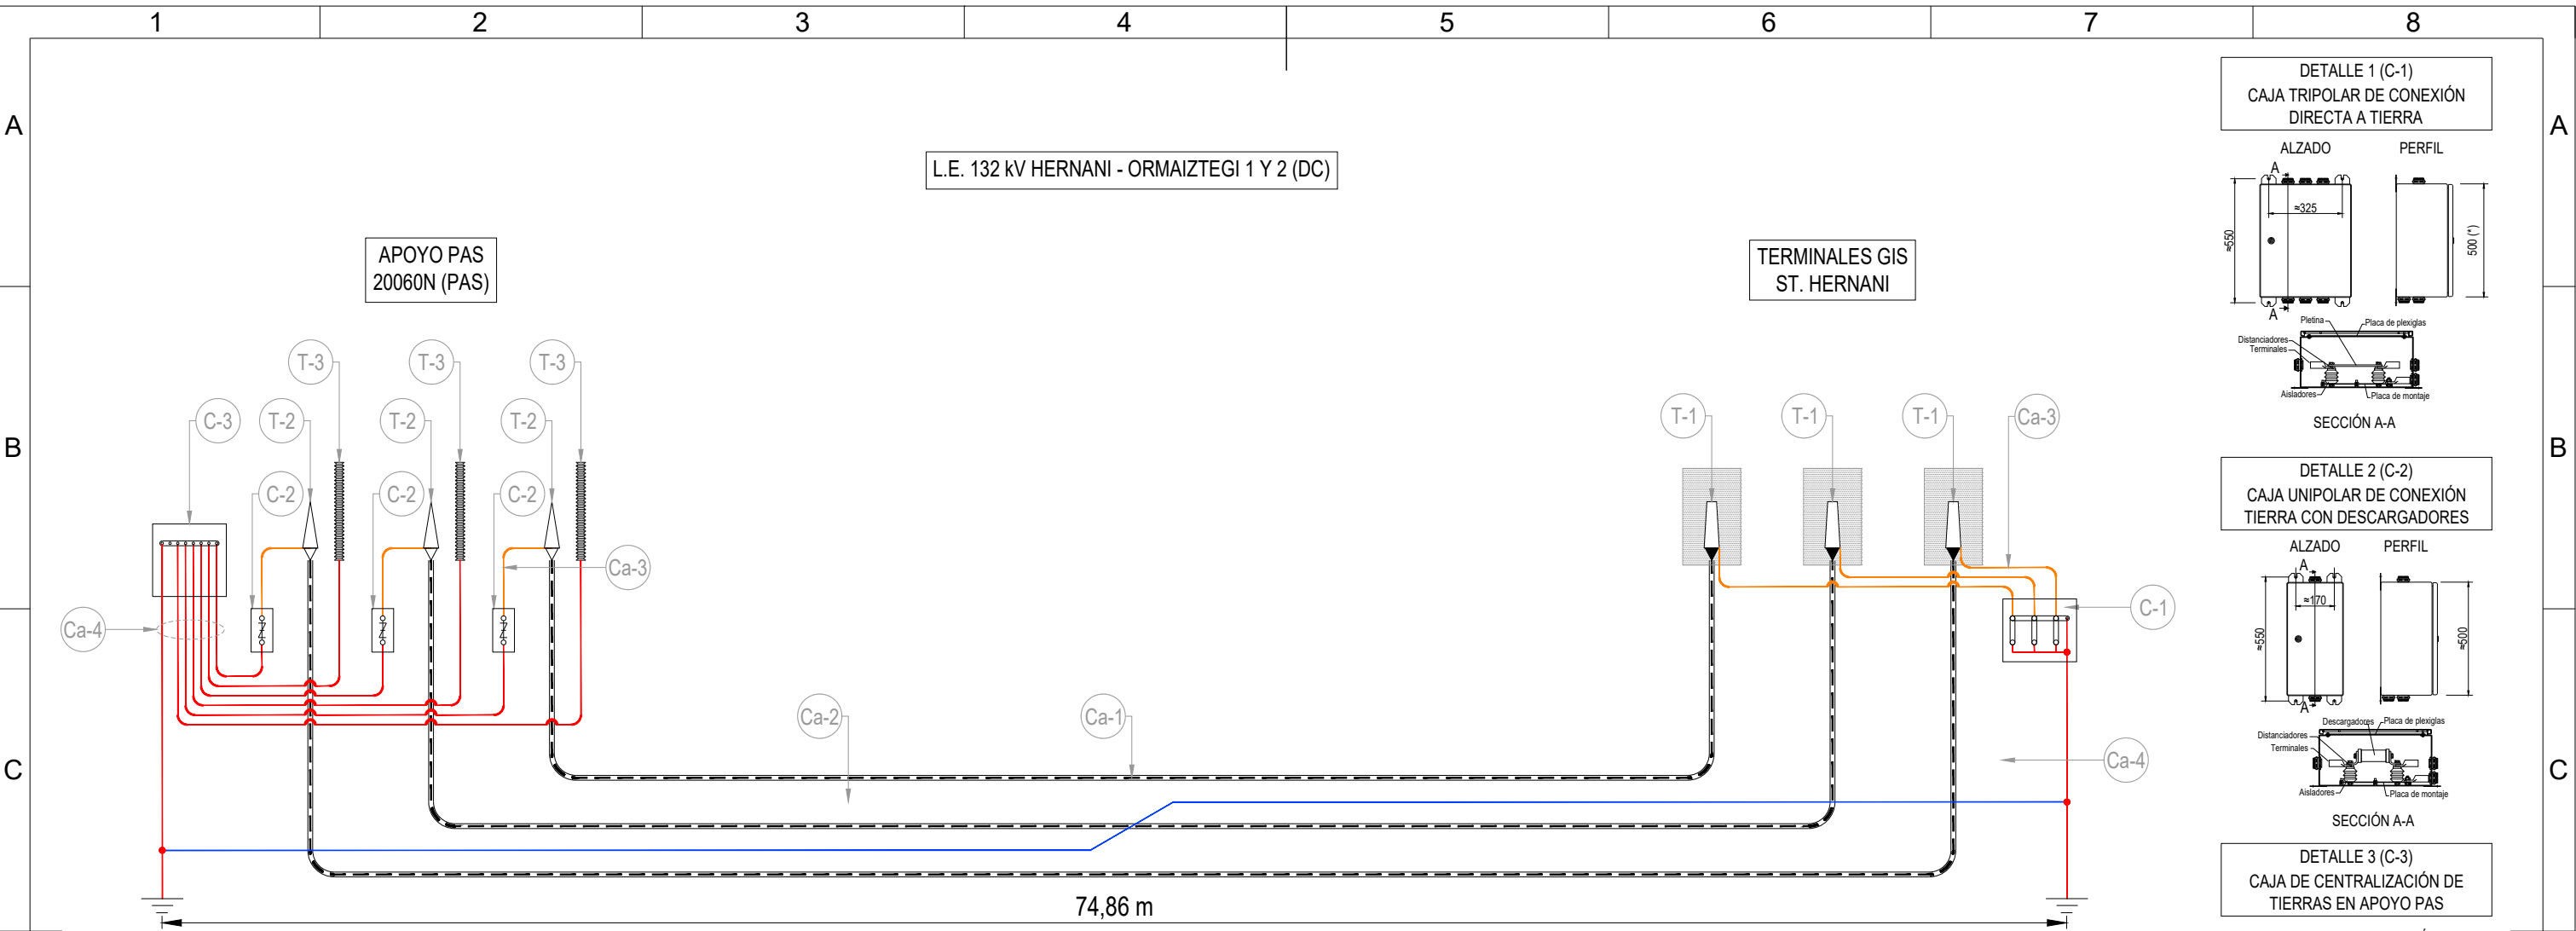 1 2 3 4 5 6 7 8
A A
B B
C C
L.E. 132 kV HERNANI - ORMAIZTEGI 1 Y 2 (DC)
APOYO PAS
20060N (PAS)
TERMINALES GIS
ST. HERNANI
T-3 T-3 T-3
C-3 T-2 T-2 T-2
C-2 C-2 C-2
Ca-3
Ca-4
T-1 T-1 T-1 Ca-3
C-1
Ca-2 Ca-1
Ca-4
74,86 m
DETALLE 1 (C-1)
CAJA TRIPOLAR DE CONEXIÓN
DIRECTA A TIERRA
ALZADO PERFIL
A
≈325
≈550
500 (*)
A
Pletina
Placa de plexiglas
Distanciadores
Terminales
Aisladores
Placa de montaje
SECCIÓN A-A
DETALLE 2 (C-2)
CAJA UNIPOLAR DE CONEXIÓN
TIERRA CON DESCARGADORES
ALZADO PERFIL
A
≈170
≈550
≈500
A
Descargadores
Placa de plexiglas
Distanciadores
Terminales
Aisladores
Placa de montaje
SECCIÓN A-A
DETALLE 3 (C-3)
CAJA DE CENTRALIZACIÓN DE
TIERRAS EN APOYO PAS